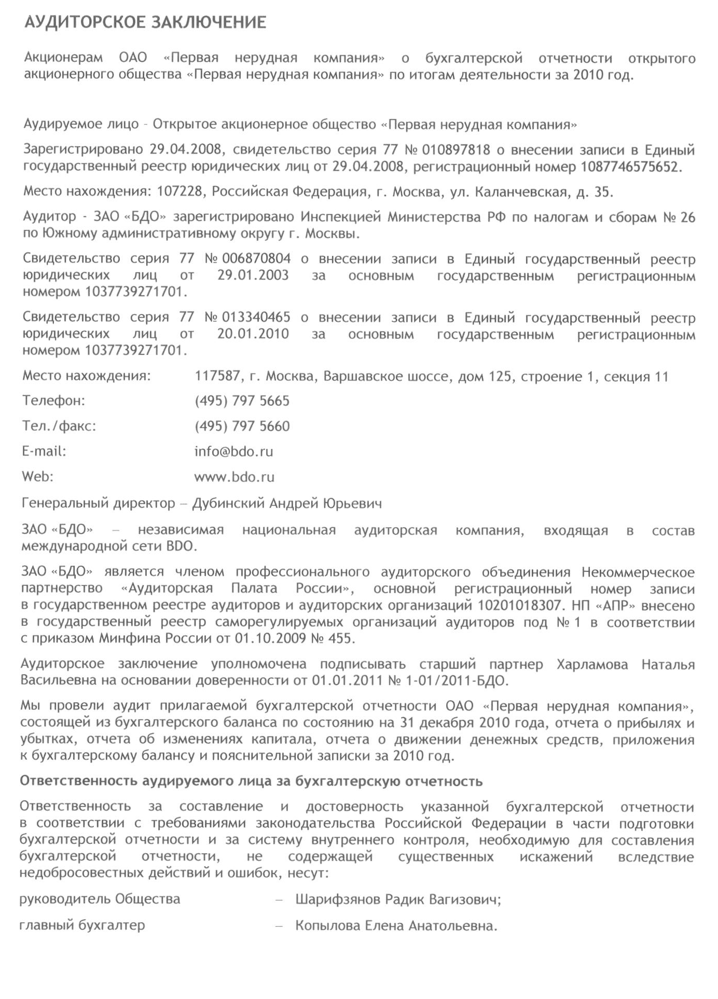 АУДИТОРСКОЕ ЗАКЛЮЧЕНИЕ
Акционерам ОАО «Первая нерудная компания» о бухгалтерской отчетности открытого
акционерного общества «Первая нерудная компания» по итогам деятельности за 2010 год.
Аудируемое лицо - Открытое акционерное общество «Первая нерудная компания»
Зарегистрировано 29.04.2008, свидетельство серия 77 № 010897818 о внесении записи в Единый
государственный реестр юридических лиц от 29.04.2008, регистрационный номер 1087746575652.
Место нахождения: 107228, Российская Федерация, г. Москва, ул. Каланчевская, д. 35.
Аудитор - ЗАО «БДО» зарегистрировано Инспекцией Министерства РФ по налогам и сборам № 26
по Южному административному округу г. Москвы.
Свидетельство серия 77 № 006870804 о внесении записи в Единый государственный реестр
юридических лиц от 29.01.2003 за основным государственным регистрационным
номером 1037739271701.
Свидетельство серия 77 № 013340465 о внесении записи в Единый государственный реестр
юридических лиц от 20.01.2010 за основным государственным регистрационным
номером 1037739271701.
Место нахождения: 117587, г. Москва, Варшавское шоссе, дом 125, строение 1, секция 11
Телефон: (495) 797 5665
Тел./факс: (495) 797 5660
E-mail: info@bdo.ru
Web: www.bdo.ru
Генеральный директор – Дубинский Андрей Юрьевич
ЗАО «БДО» – независимая национальная аудиторская компания, входящая в состав
международной сети BDO.
ЗАО «БДО» является членом профессионального аудиторского объединения Некоммерческое
партнерство «Аудиторская Палата России», основной регистрационный номер записи
в государственном реестре аудиторов и аудиторских организаций 10201018307. НП «АПР» внесено
в государственный реестр саморегулируемых организаций аудиторов под № 1 в соответствии
с приказом Минфина России от 01.10.2009 № 455.
Аудиторское заключение уполномочена подписывать старший партнер Харламова Наталья
Васильевна на основании доверенности от 01.01.2011 № 1-01/2011-БДО.
Мы провели аудит прилагаемой бухгалтерской отчетности ОАО «Первая нерудная компания»,
состоящей из бухгалтерского баланса по состоянию на 31 декабря 2010 года, отчета о прибылях и
убытках, отчета об изменениях капитала, отчета о движении денежных средств, приложения
к бухгалтерскому балансу и пояснительной записки за 2010 год.
Ответственность аудируемого лица за бухгалтерскую отчетность
Ответственность за составление и достоверность указанной бухгалтерской отчетности
в соответствии с требованиями законодательства Российской Федерации в части подготовки
бухгалтерской отчетности и за систему внутреннего контроля, необходимую для составления
бухгалтерской отчетности, не содержащей существенных искажений вследствие
недобросовестных действий и ошибок, несут:
руководитель Общества – Шарифзянов Радик Вагизович;
главный бухгалтер – Копылова Елена Анатольевна.